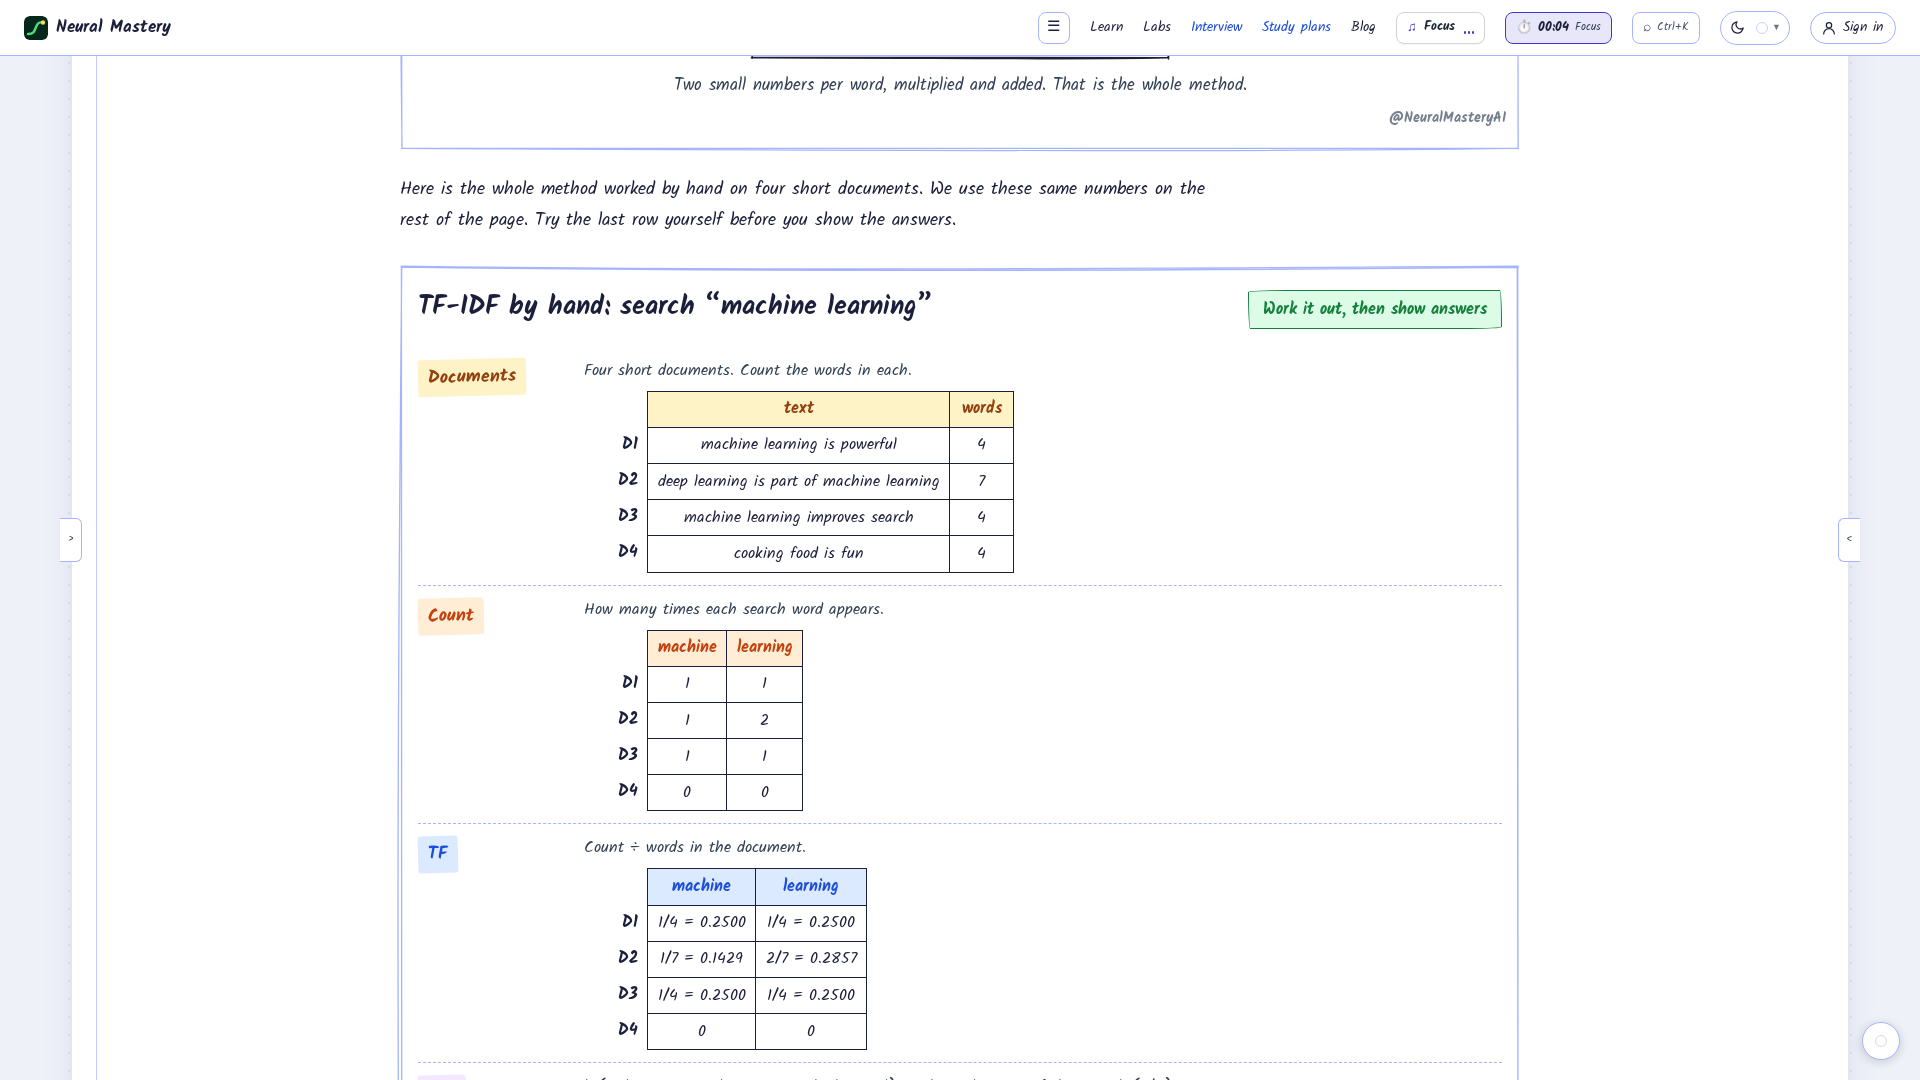 Neural Mastery
☰ Learn Labs Interview Study plans Blog ♫ Focus ... ⏱ 00:04 Focus ⌕ Ctrl+K ▾ Sign in
Two small numbers per word, multiplied and added. That is the whole method.
@NeuralMasteryAI
Here is the whole method worked by hand on four short documents. We use these same numbers on the
rest of the page. Try the last row yourself before you show the answers.
TF-IDF by hand: search “machine learning”
Work it out, then show answers
Documents
Four short documents. Count the words in each.
text words
D1 machine learning is powerful 4
D2 deep learning is part of machine learning 7
D3 machine learning improves search 4
D4 cooking food is fun 4
Count
How many times each search word appears.
machine learning
D1 1 1
D2 1 2
D3 1 1
D4 0 0
TF
Count ÷ words in the document.
machine learning
D1 1/4 = 0.2500 1/4 = 0.2500
D2 1/7 = 0.1429 2/7 = 0.2857
D3 1/4 = 0.2500 1/4 = 0.2500
D4 0 0
>
<